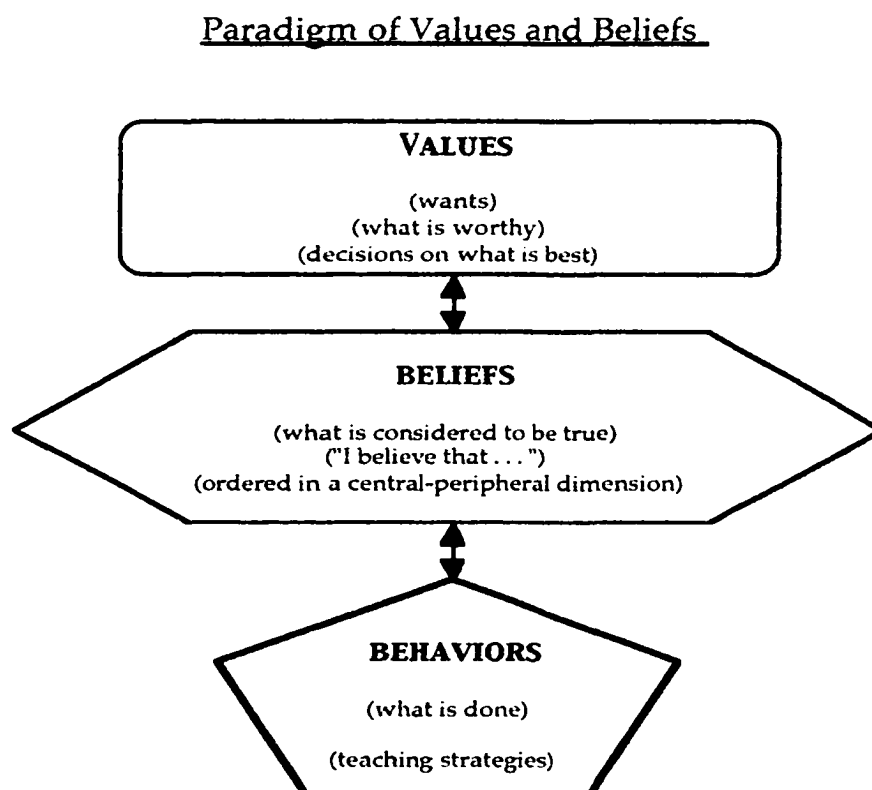 Paradigm of Values and Beliefs
VALUES
(wants)
(what is worthy)
(decisions on what is best)
BELIEFS
(what is considered to be true)
("I believe that . . . ")
(ordered in a central-peripheral dimension)
BEHAVIORS
(what is done)
(teaching strategies)